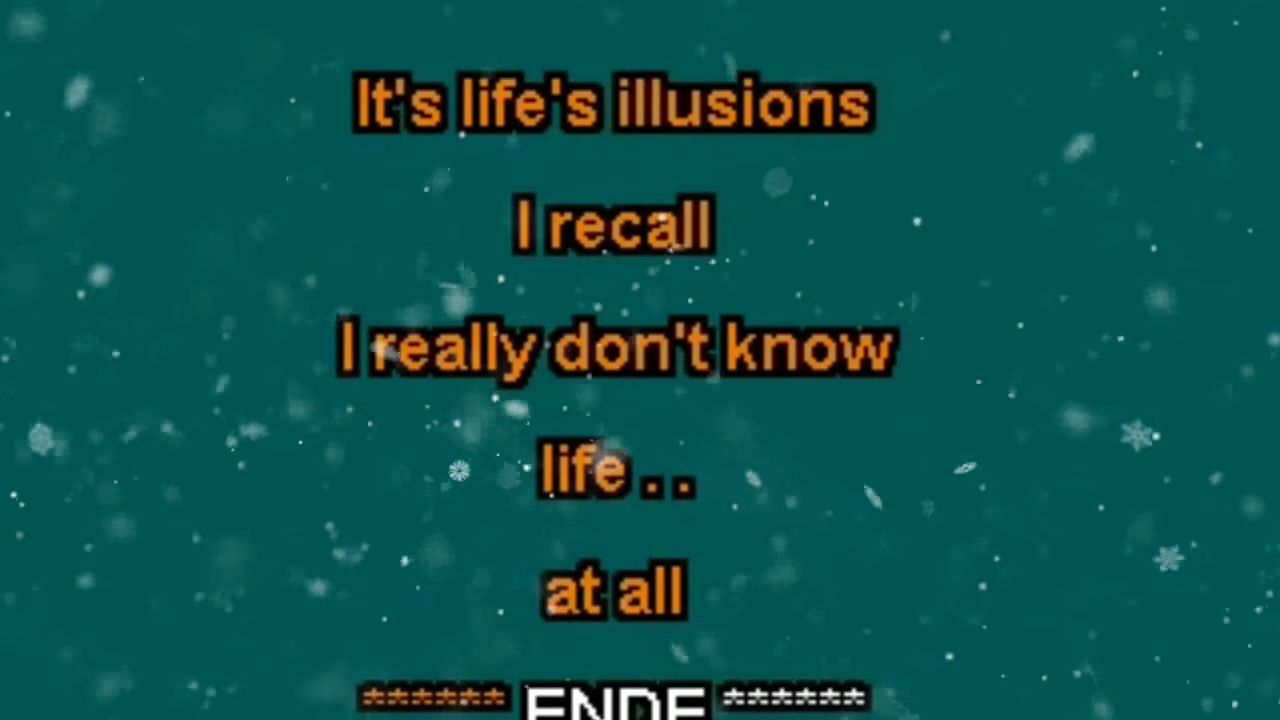 It's life's illusions
I recall
I really don't know
life . .
at all
****** ENDE ******